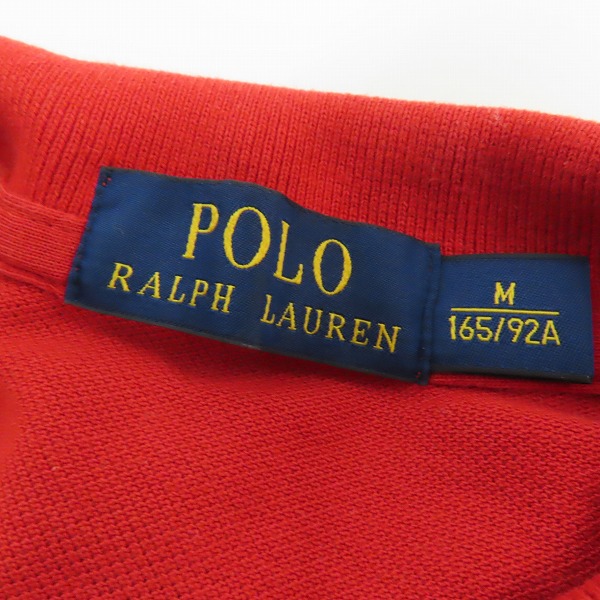 POLO
RALPH LAUREN
M
165/92A